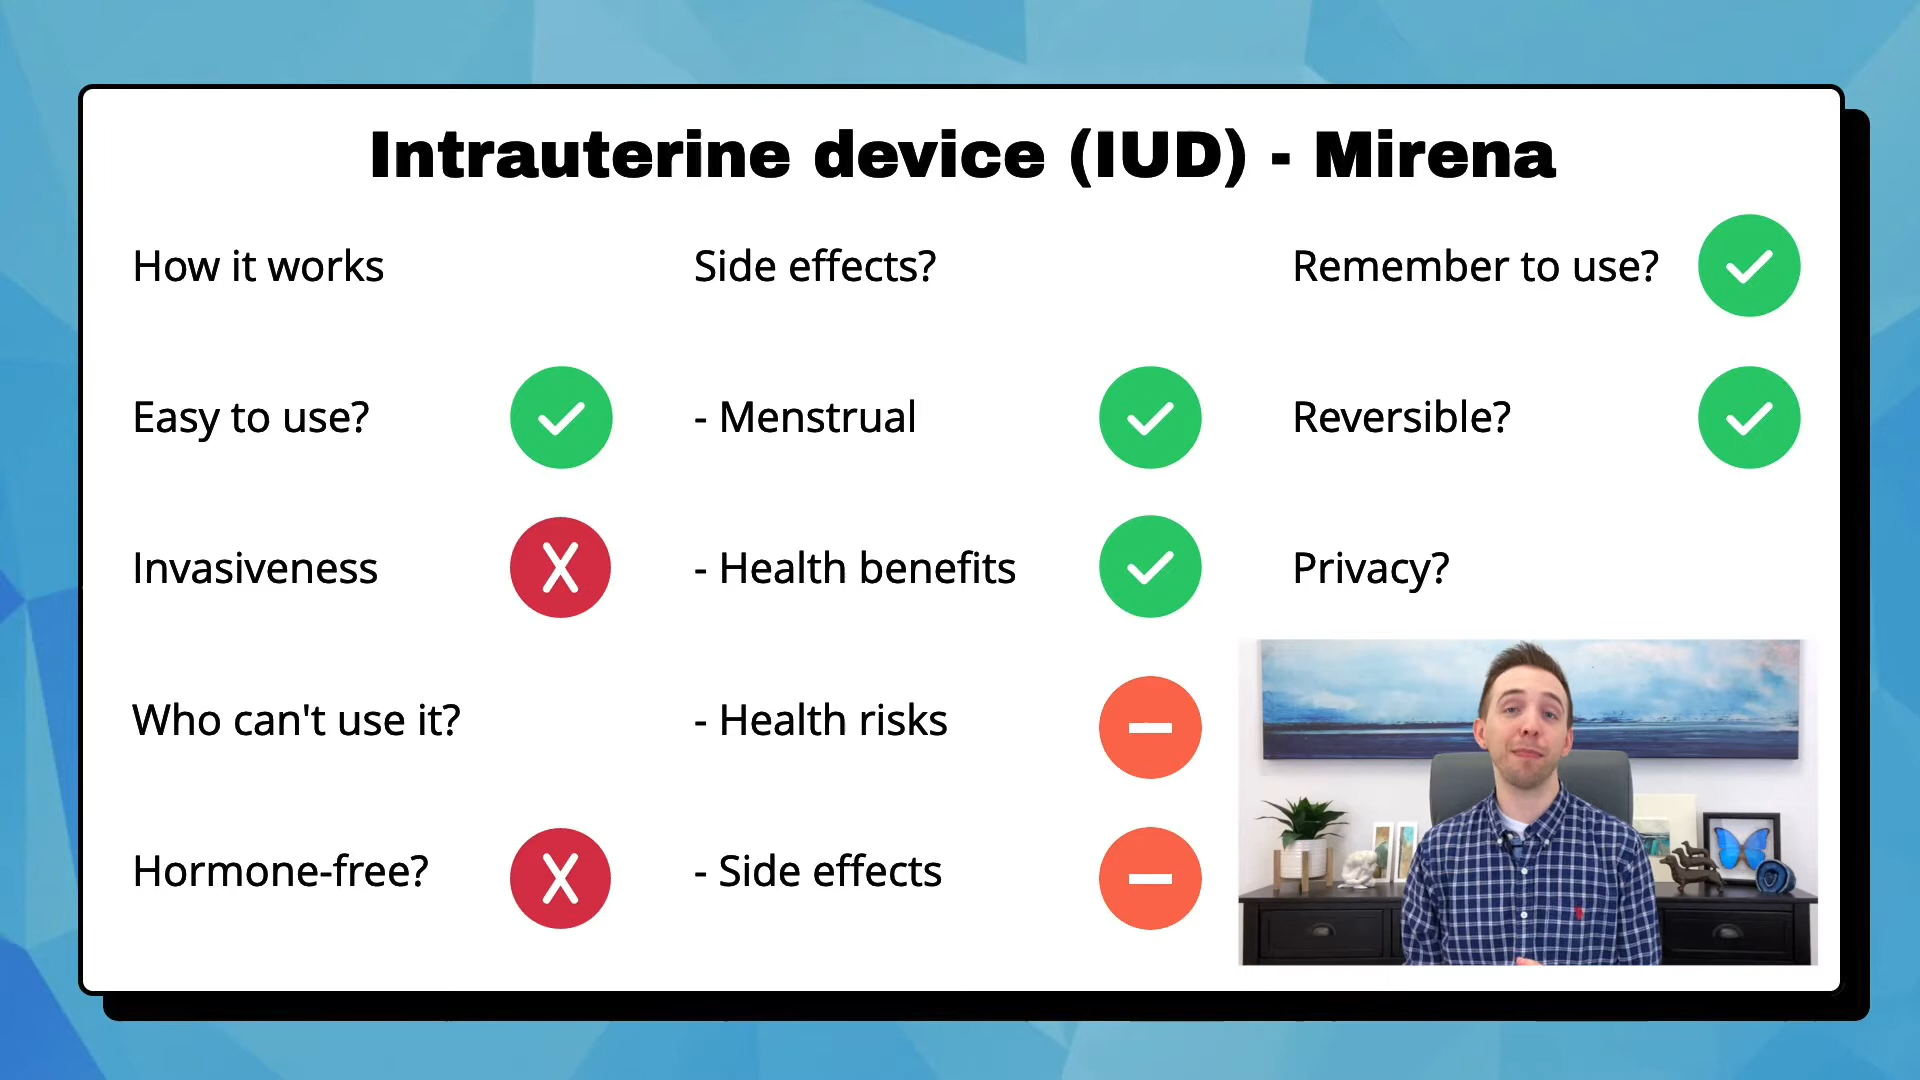 Intrauterine device (IUD) - Mirena
How it works
Easy to use?
Invasiveness
Who can't use it?
Hormone-free?
Side effects?
- Menstrual
- Health benefits
- Health risks
- Side effects
Remember to use?
Reversible?
Privacy?